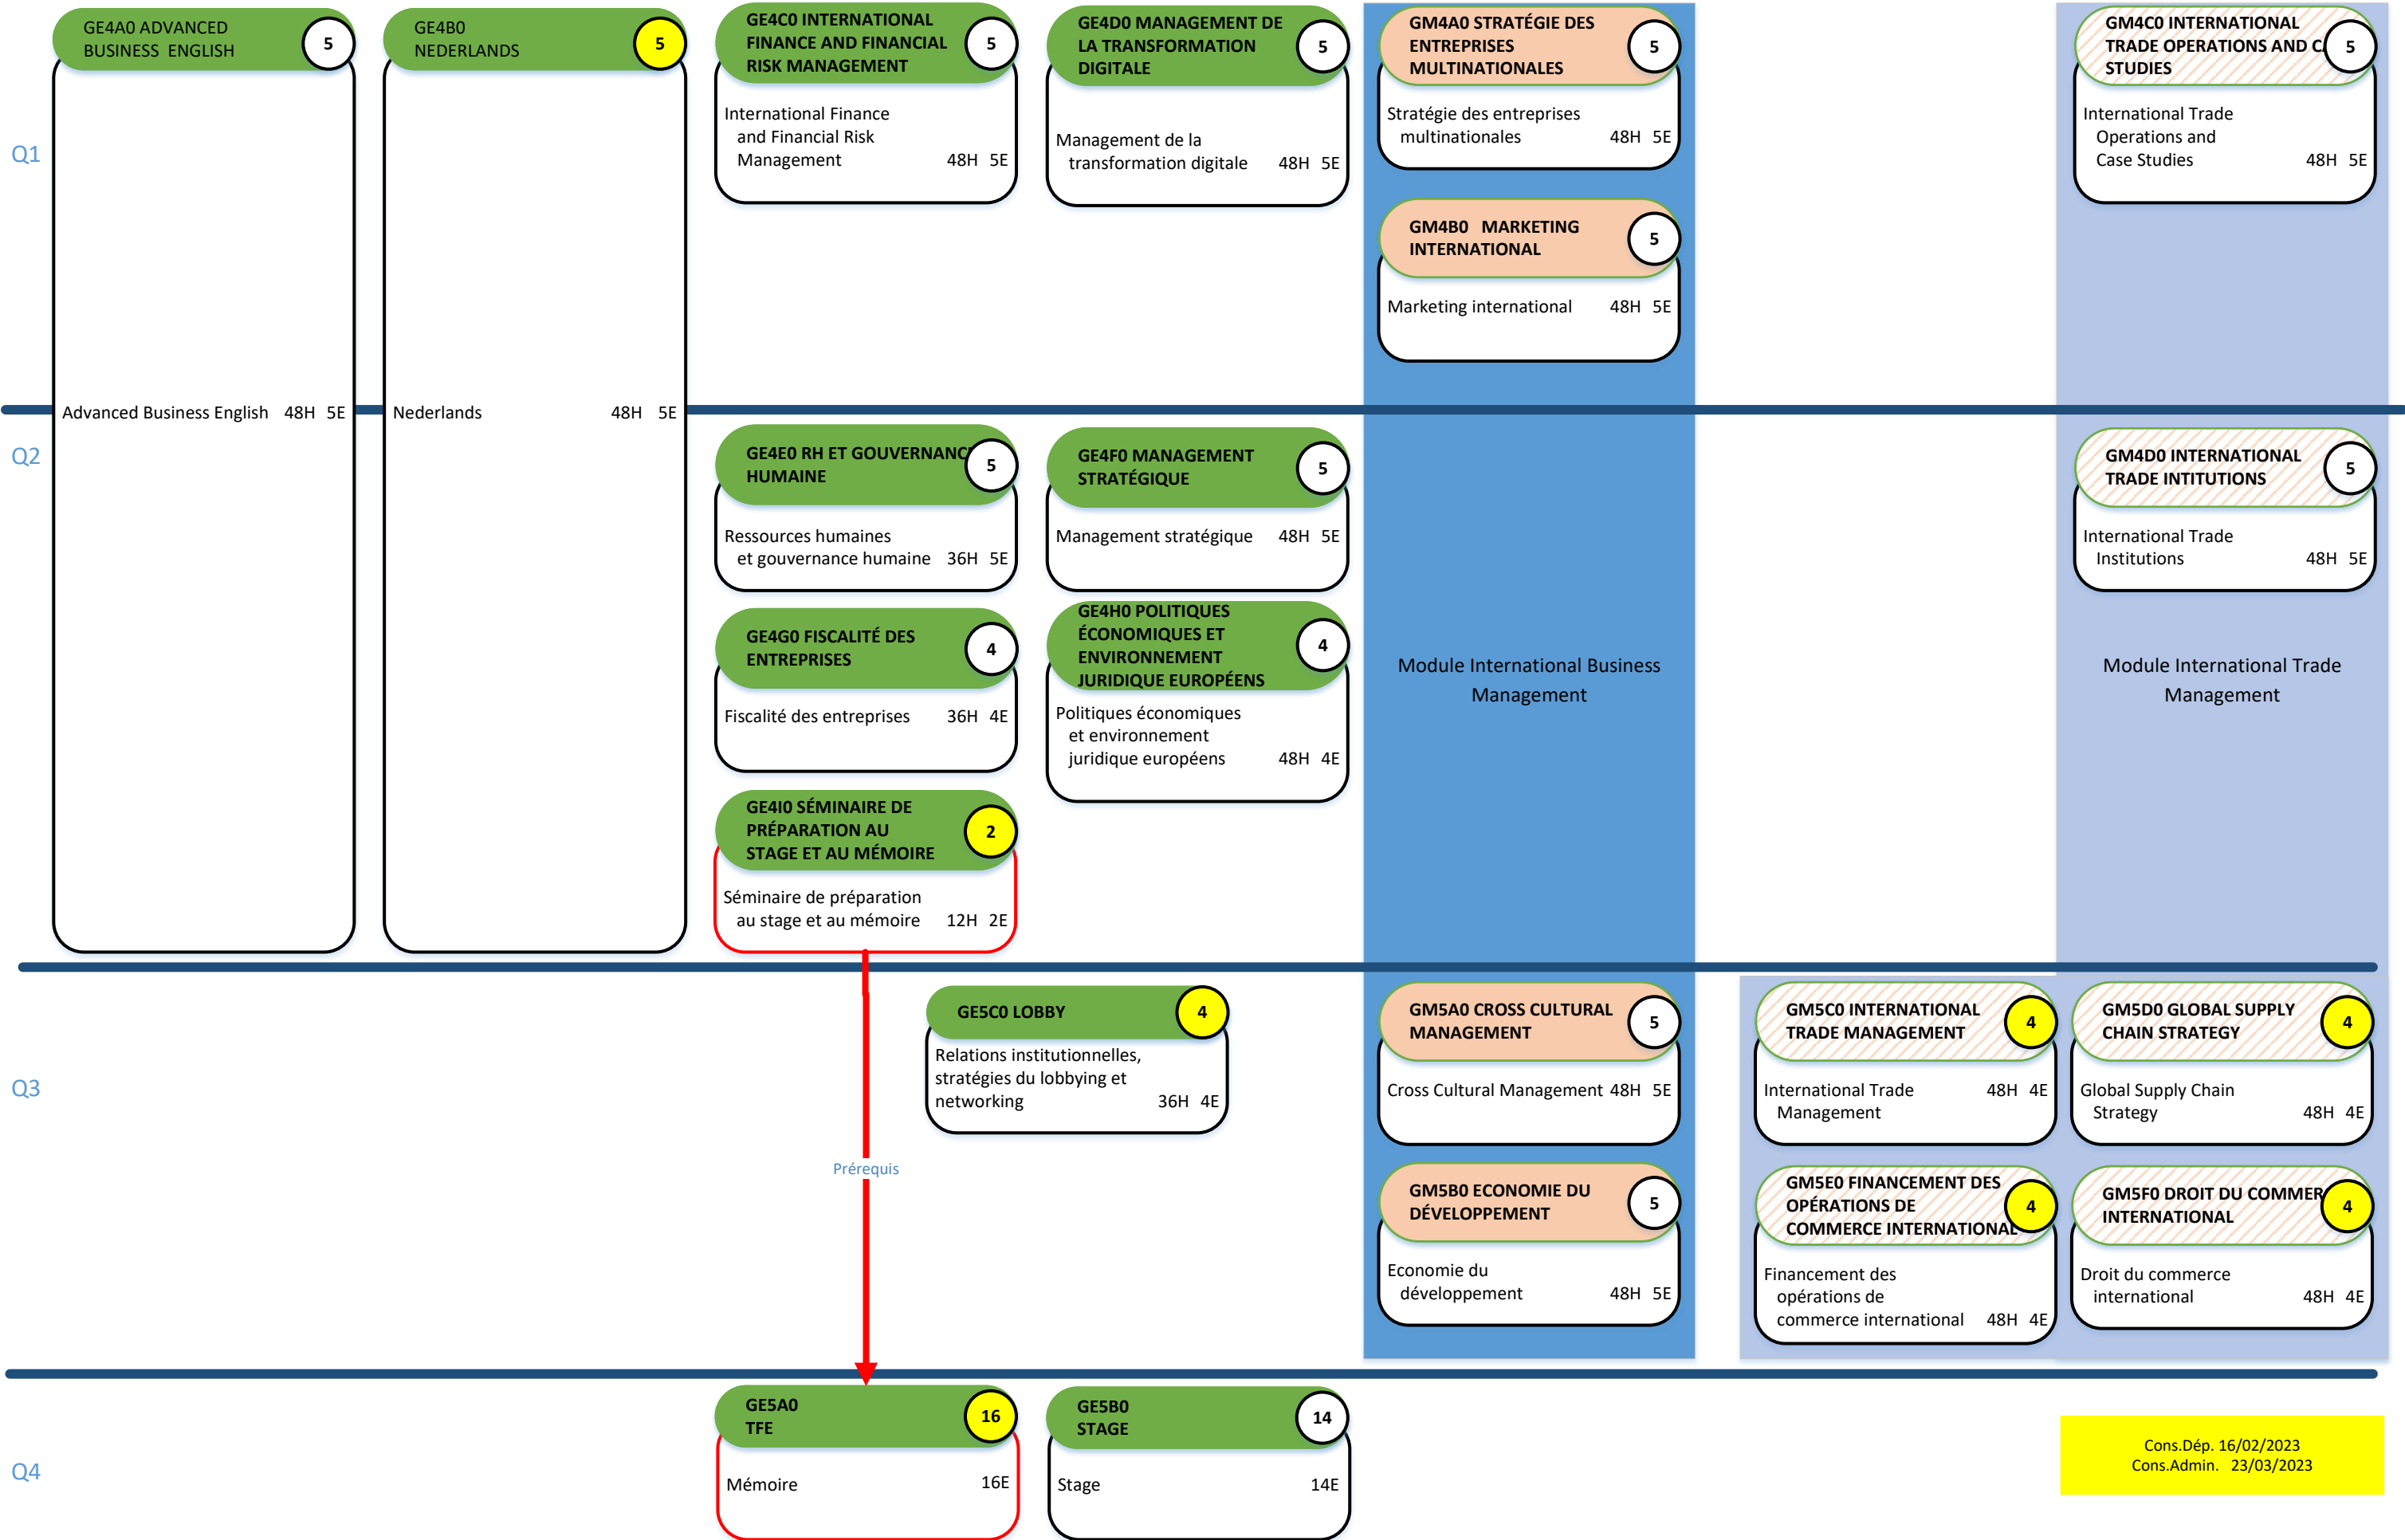 GE4A0 ADVANCED
BUSINESS ENGLISH
5
Advanced Business English 48H 5E
GE4B0
NEDERLANDS
5
Nederlands 48H 5E
Q1
GE4C0 INTERNATIONAL
FINANCE AND FINANCIAL
RISK MANAGEMENT
5
International Finance
and Financial Risk
Management 48H 5E
GE4D0 MANAGEMENT DE
LA TRANSFORMATION
DIGITALE
5
Management de la
transformation digitale 48H 5E
GM4A0 STRATÉGIE DES
ENTREPRISES
MULTINATIONALES
5
Stratégie des entreprises
multinationales 48H 5E
GM4B0 MARKETING
INTERNATIONAL
5
Marketing international 48H 5E
GM4C0 INTERNATIONAL
TRADE OPERATIONS AND C
STUDIES
5
International Trade
Operations and
Case Studies 48H 5E
Q2
GE4E0 RH ET GOUVERNANC
HUMAINE
5
Ressources humaines
et gouvernance humaine 36H 5E
GE4F0 MANAGEMENT
STRATÉGIQUE
5
Management stratégique 48H 5E
GE4G0 FISCALITÉ DES
ENTREPRISES
4
Fiscalité des entreprises 36H 4E
GE4H0 POLITIQUES
ÉCONOMIQUES ET
ENVIRONNEMENT
JURIDIQUE EUROPÉENS
4
Politiques économiques
et environnement
juridique européens 48H 4E
GE4I0 SÉMINAIRE DE
PRÉPARATION AU
STAGE ET AU MÉMOIRE
2
Séminaire de préparation
au stage et au mémoire 12H 2E
Module International Business
Management
GM4D0 INTERNATIONAL
TRADE INTITUTIONS
5
International Trade
Institutions 48H 5E
Module International Trade
Management
Q3
Prérequis
GE5C0 LOBBY
4
Relations institutionnelles,
stratégies du lobbying et
networking 36H 4E
GM5A0 CROSS CULTURAL
MANAGEMENT
5
Cross Cultural Management 48H 5E
GM5B0 ECONOMIE DU
DÉVELOPPEMENT
5
Economie du
développement 48H 5E
GM5C0 INTERNATIONAL
TRADE MANAGEMENT
4
International Trade 48H 4E
Management
GM5D0 GLOBAL SUPPLY
CHAIN STRATEGY
4
Global Supply Chain
Strategy 48H 4E
GM5E0 FINANCEMENT DES
OPÉRATIONS DE
COMMERCE INTERNATIONAL
4
Financement des
opérations de
commerce international 48H 4E
GM5F0 DROIT DU COMMER
INTERNATIONAL
4
Droit du commerce
international 48H 4E
Q4
GE5A0
TFE
16
Mémoire 16E
GE5B0
STAGE
14
Stage 14E
Cons.Dép. 16/02/2023
Cons.Admin. 23/03/2023